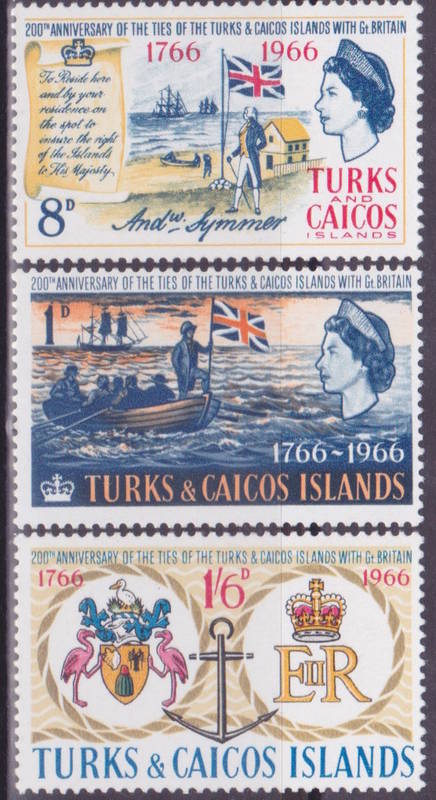 200TH ANNIVERSARY OF THE TIES OF THE TURKS & CAICOS ISLANDS WITH Gt. BRITAIN
1766 1966
To Reside here
and by your
residence on
the spot to
insure the right
of the Islands
to His Majesty.
8D
Andw. Symmer
TURKS
AND
CAICOS
ISLANDS
200TH ANNIVERSARY OF THE TIES OF THE TURKS & CAICOS ISLANDS WITH Gt. BRITAIN
1D
1766~1966
TURKS & CAICOS ISLANDS
200TH ANNIVERSARY OF THE TIES OF THE TURKS & CAICOS ISLANDS WITH Gt. BRITAIN
1766 1/6D 1966
EIIR
TURKS & CAICOS ISLANDS